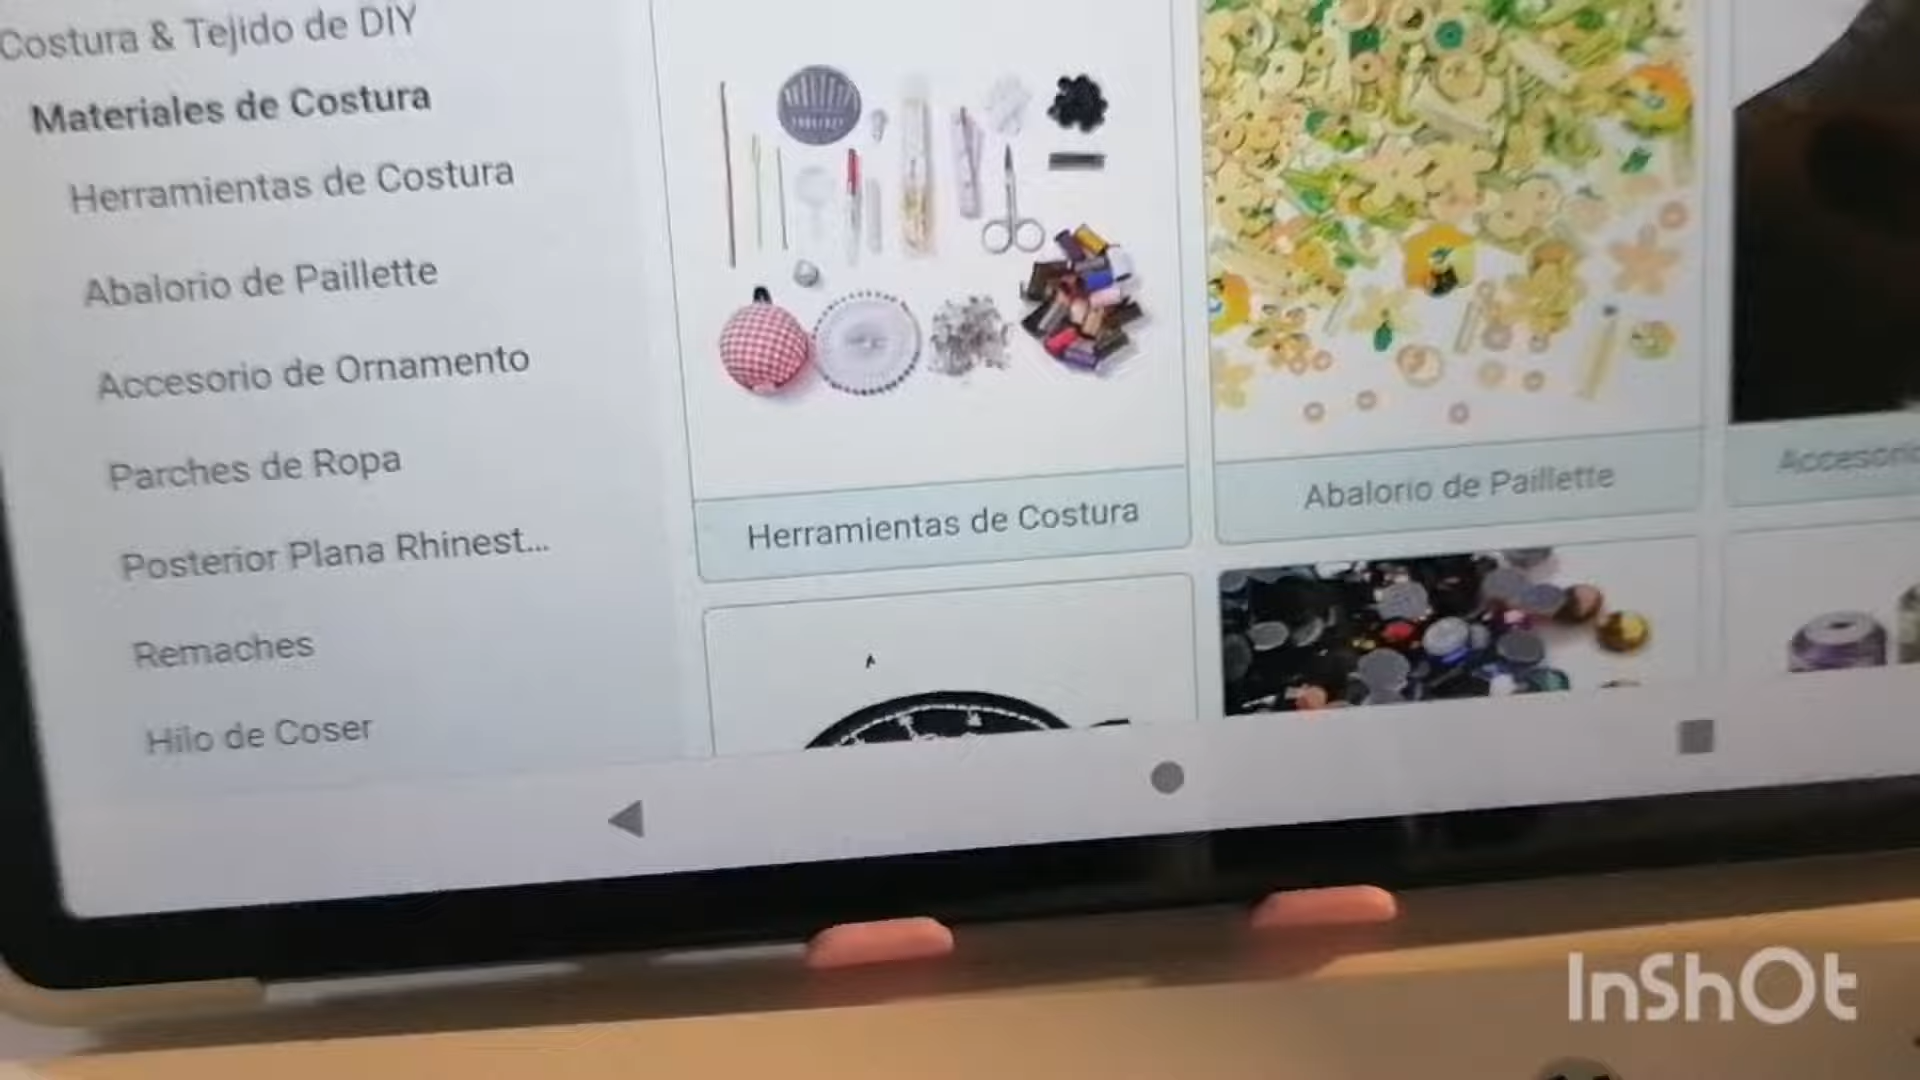 Costura & Tejido de DIY
Materiales de Costura
Herramientas de Costura
Abalorio de Paillette
Accesorio de Ornamento
Parches de Ropa
Posterior Plana Rhinest...
Remaches
Hilo de Coser
Herramientas de Costura
Abalorio de Paillette
InShOt